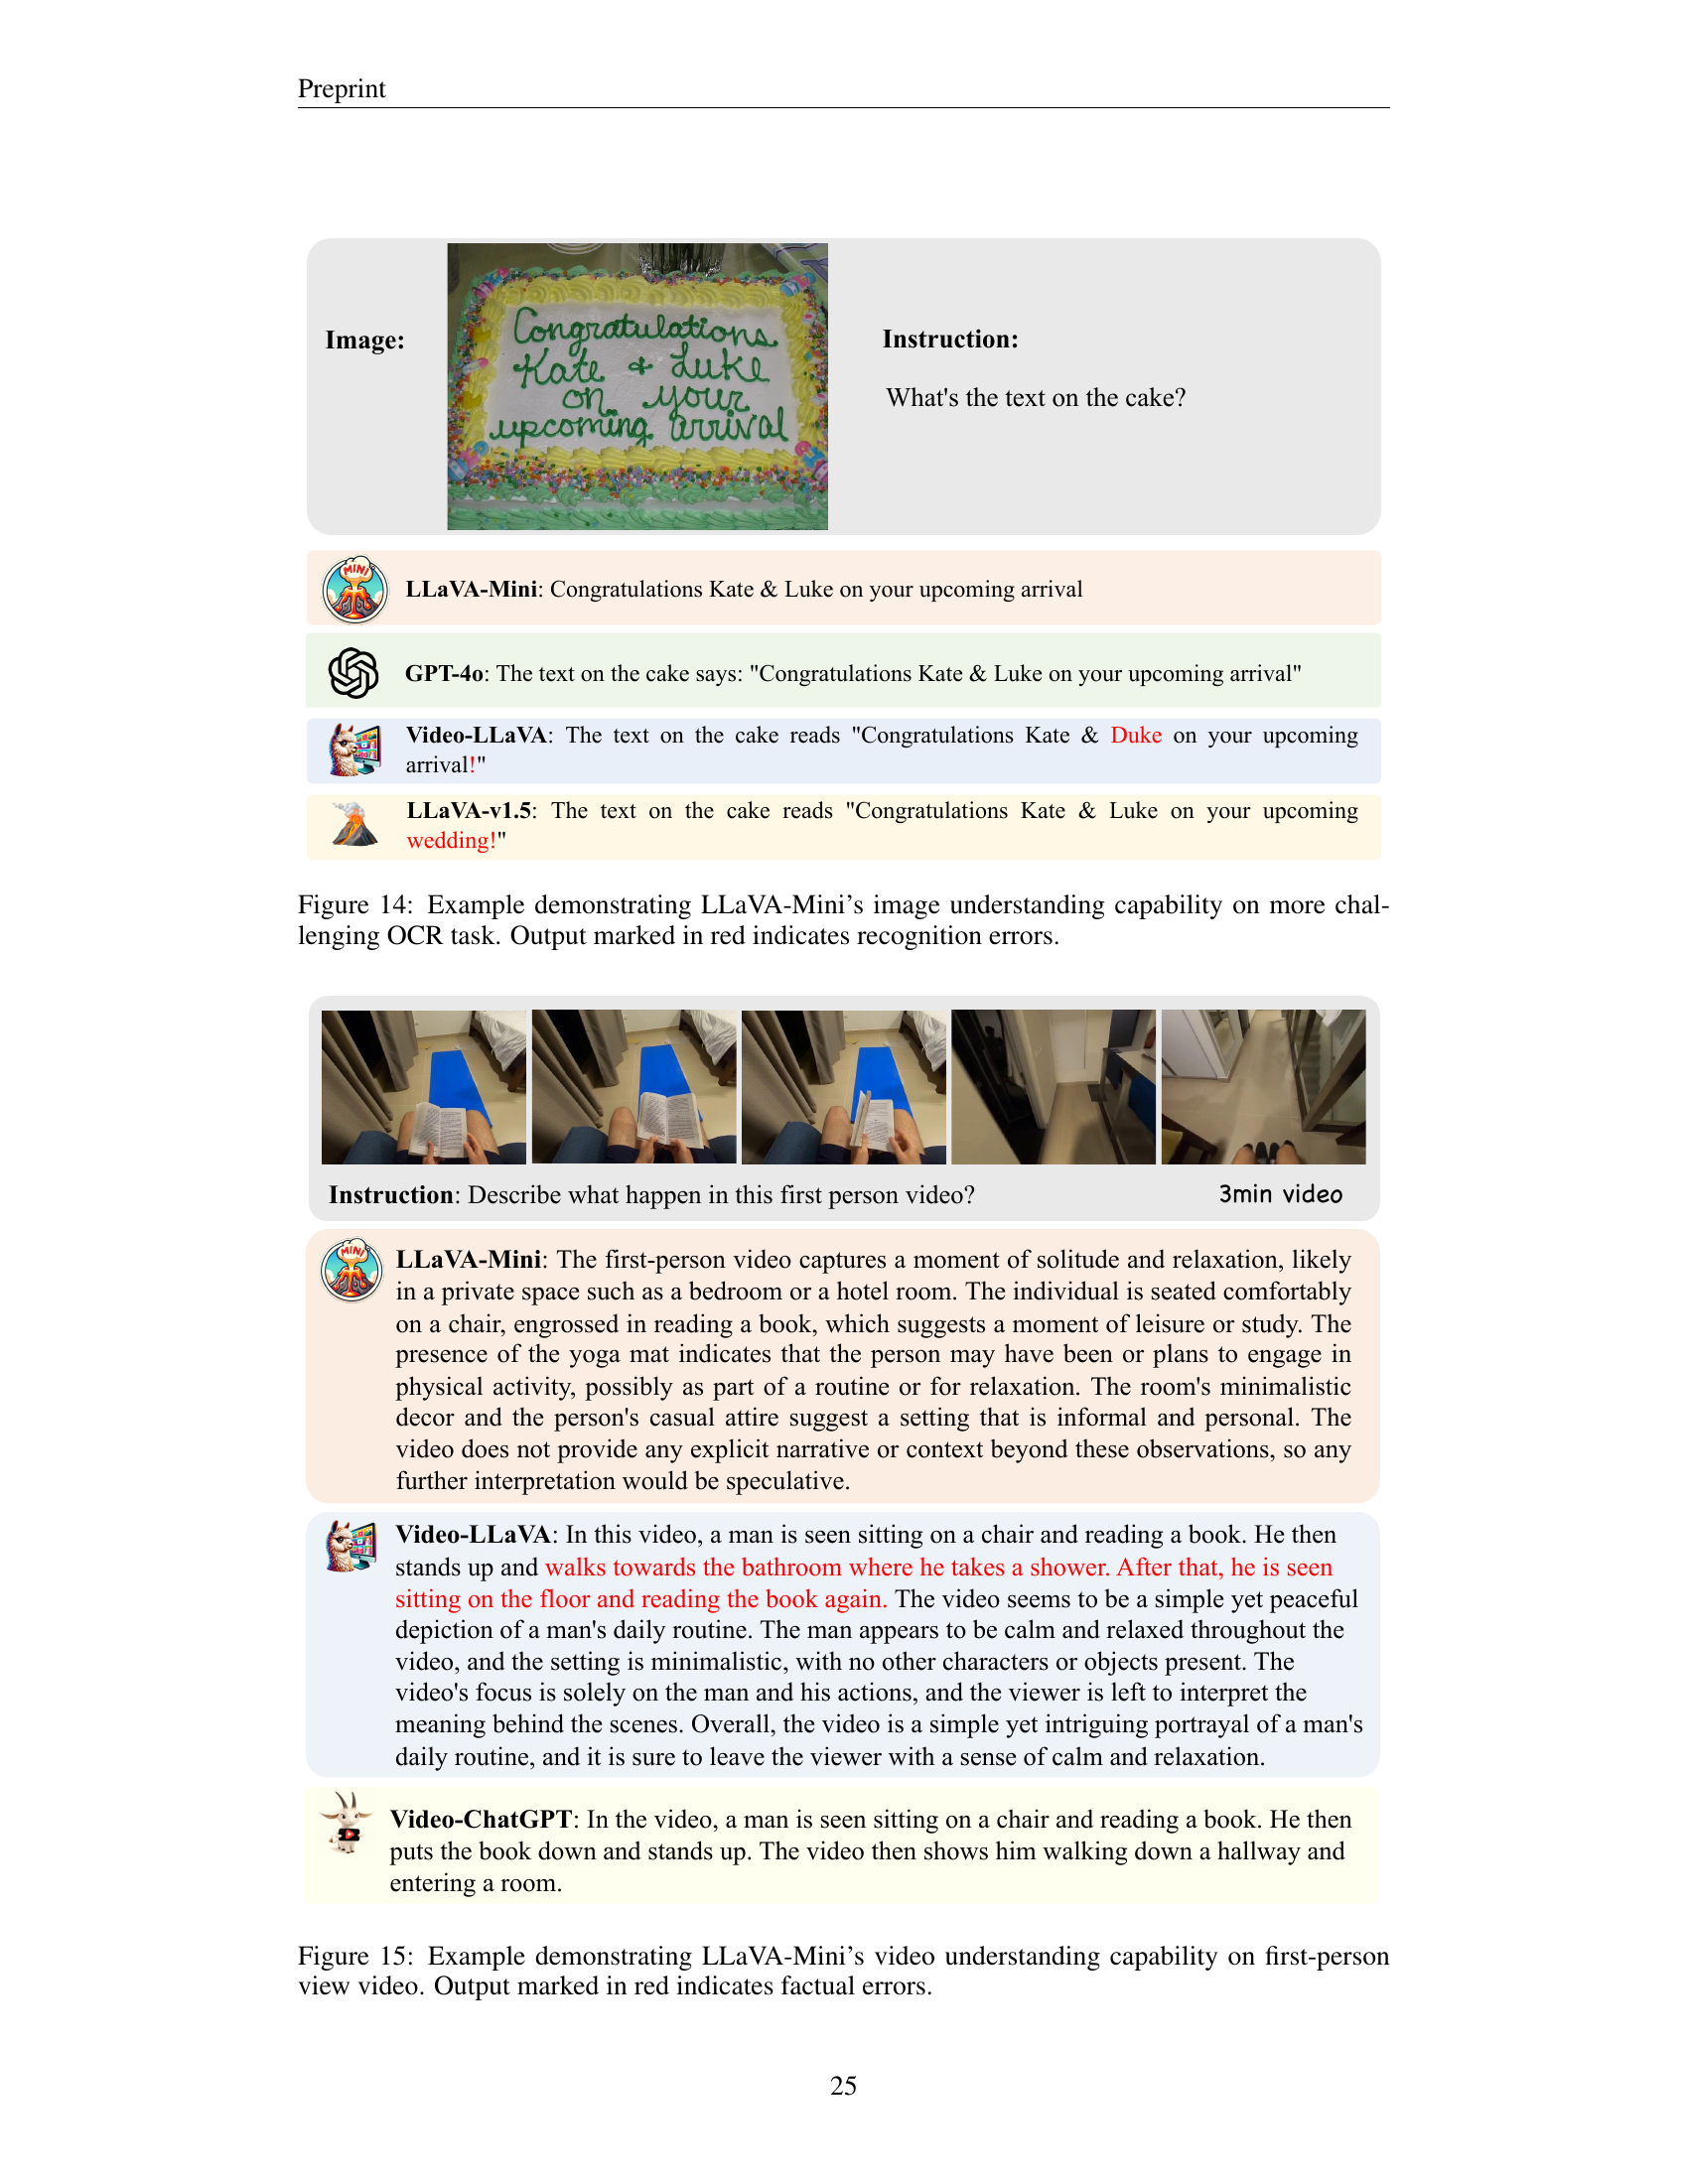 Preprint
Image:
Congratulations
Kate & Luke
on your
upcoming arrival
Instruction:
What's the text on the cake?
MINI
LLaVA-Mini: Congratulations Kate & Luke on your upcoming arrival
GPT-4o: The text on the cake says: "Congratulations Kate & Luke on your upcoming arrival"
Video-LLaVA: The text on the cake reads "Congratulations Kate & Duke on your upcoming
arrival!"
LLaVA-v1.5: The text on the cake reads "Congratulations Kate & Luke on your upcoming
wedding!"
Figure 14: Example demonstrating LLaVA-Mini's image understanding capability on more chal-
lenging OCR task. Output marked in red indicates recognition errors.
Instruction: Describe what happen in this first person video?
3min video
MINI
LLaVA-Mini: The first-person video captures a moment of solitude and relaxation, likely
in a private space such as a bedroom or a hotel room. The individual is seated comfortably
on a chair, engrossed in reading a book, which suggests a moment of leisure or study. The
presence of the yoga mat indicates that the person may have been or plans to engage in
physical activity, possibly as part of a routine or for relaxation. The room's minimalistic
decor and the person's casual attire suggest a setting that is informal and personal. The
video does not provide any explicit narrative or context beyond these observations, so any
further interpretation would be speculative.
Video-LLaVA: In this video, a man is seen sitting on a chair and reading a book. He then
stands up and walks towards the bathroom where he takes a shower. After that, he is seen
sitting on the floor and reading the book again. The video seems to be a simple yet peaceful
depiction of a man's daily routine. The man appears to be calm and relaxed throughout the
video, and the setting is minimalistic, with no other characters or objects present. The
video's focus is solely on the man and his actions, and the viewer is left to interpret the
meaning behind the scenes. Overall, the video is a simple yet intriguing portrayal of a man's
daily routine, and it is sure to leave the viewer with a sense of calm and relaxation.
Video-ChatGPT: In the video, a man is seen sitting on a chair and reading a book. He then
puts the book down and stands up. The video then shows him walking down a hallway and
entering a room.
Figure 15: Example demonstrating LLaVA-Mini's video understanding capability on first-person
view video. Output marked in red indicates factual errors.
25